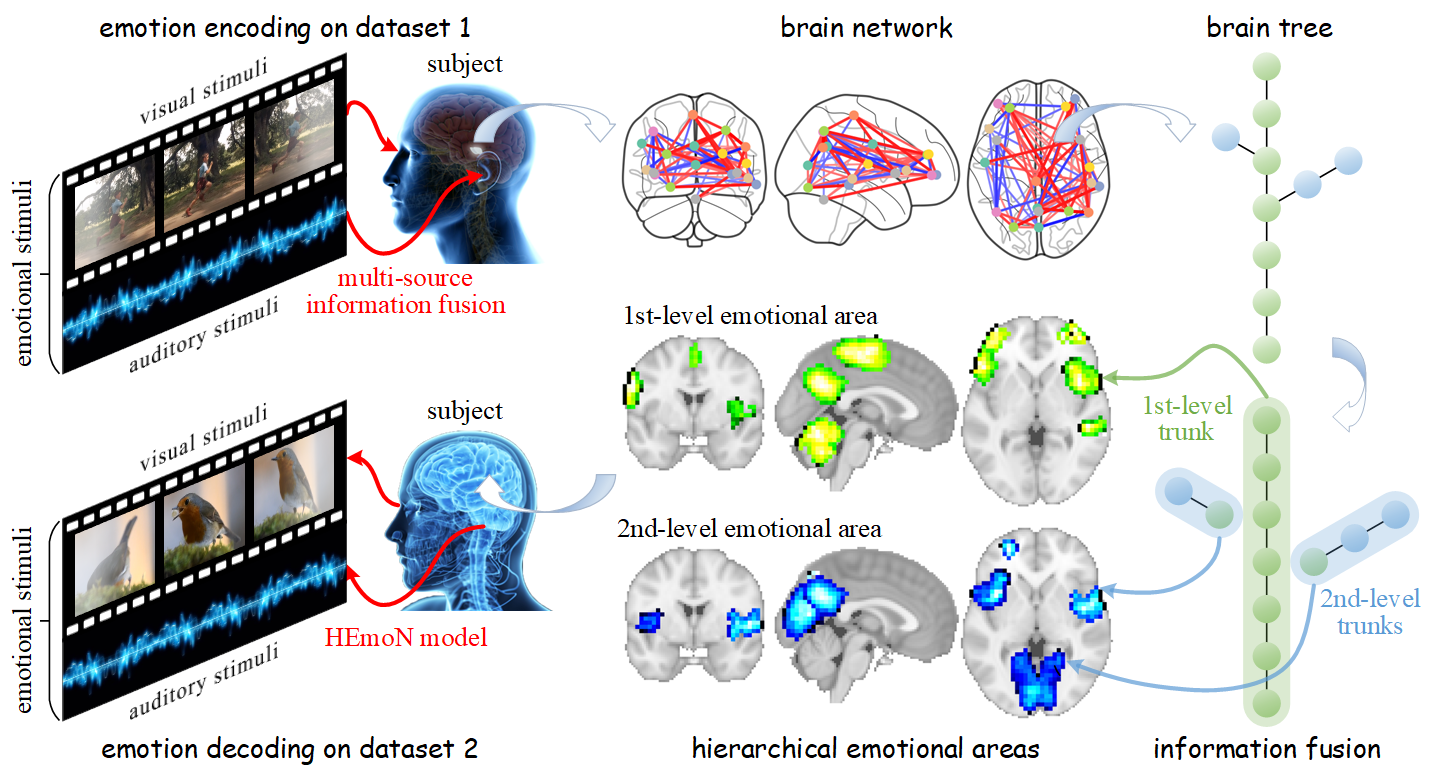 emotion encoding on dataset 1
brain network
brain tree
visual stimuli
subject
emotional stimuli
multi-source
information fusion
auditory stimuli
1st-level emotional area
1st-level
trunk
visual stimuli
subject
emotional stimuli
2nd-level emotional area
2nd-level
trunks
HEmoN model
auditory stimuli
emotion decoding on dataset 2
hierarchical emotional areas
information fusion